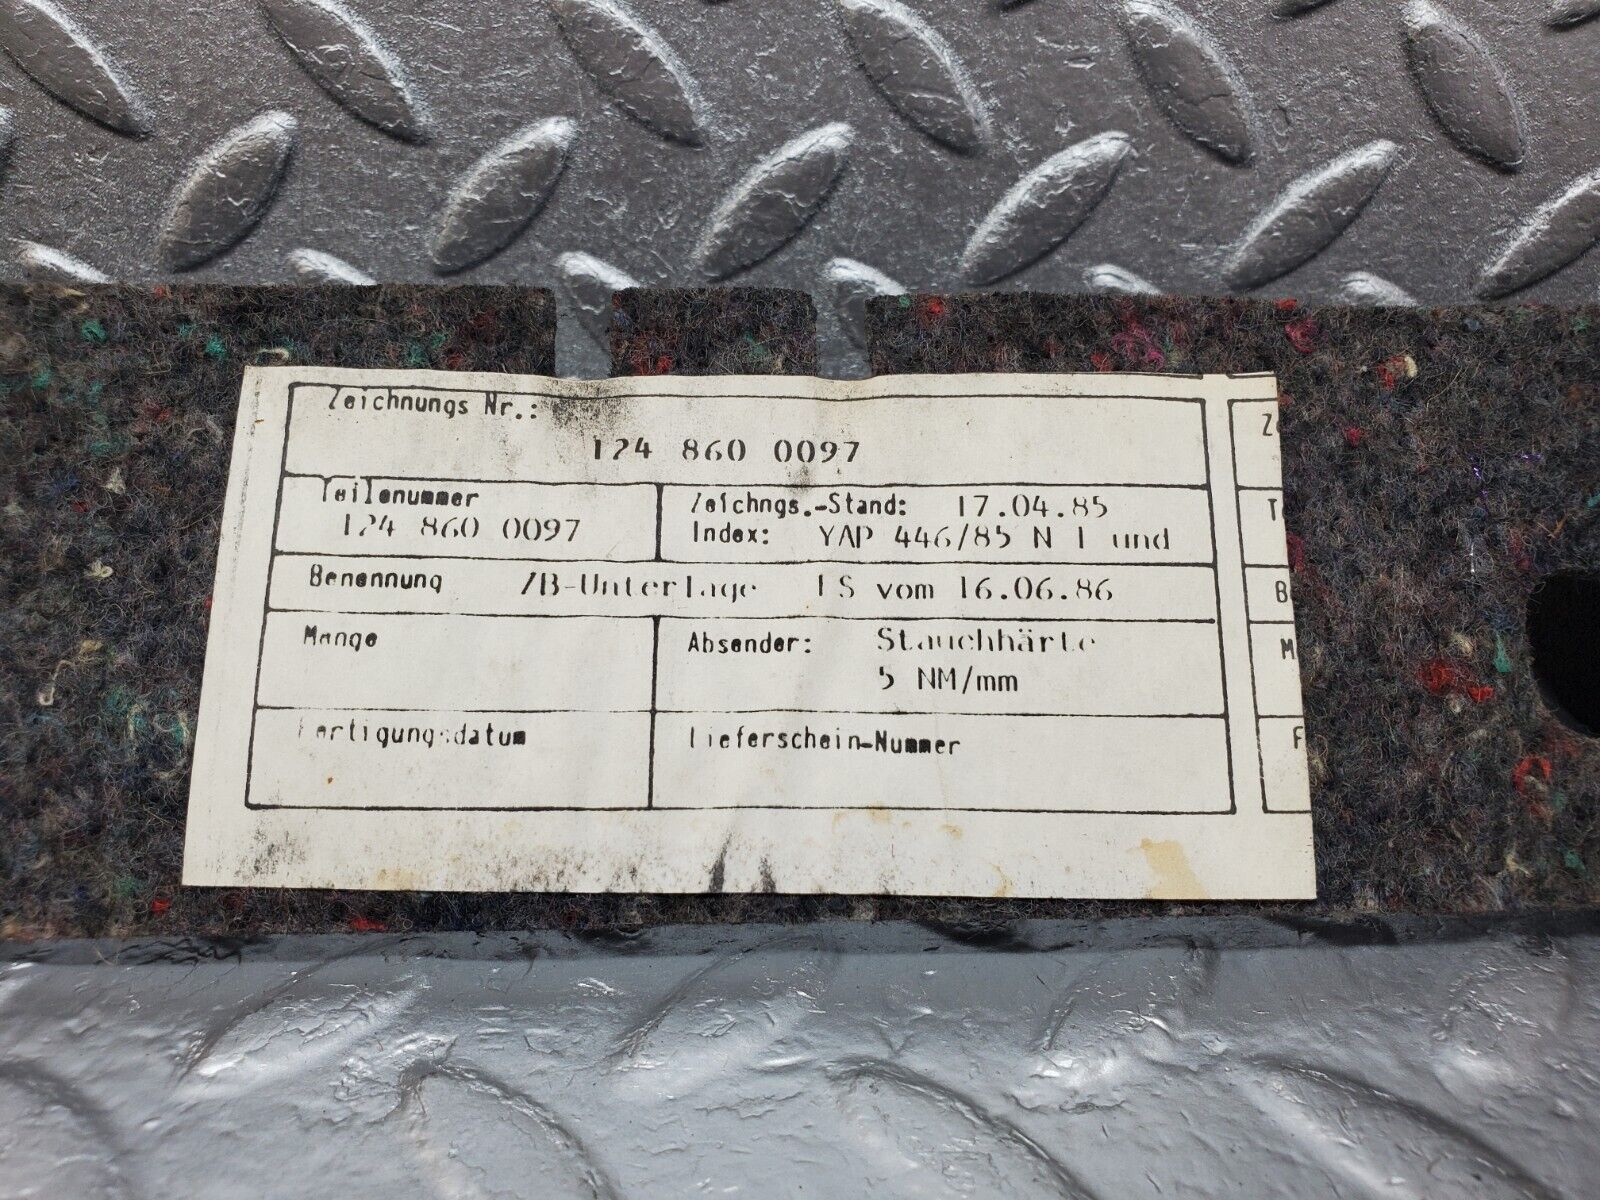 Zeichnungs Nr.:
124 860 0097
Teilenummer
124 860 0097
Zeichngs.-Stand: 17.04.85
Index: YAP 446/85 N I und
Benennung ZB-Unterlage LS vom 16.06.86
Menge
Absender: Stauchhärte
5 NM/mm
Fertigungsdatum
Lieferschein-Nummer